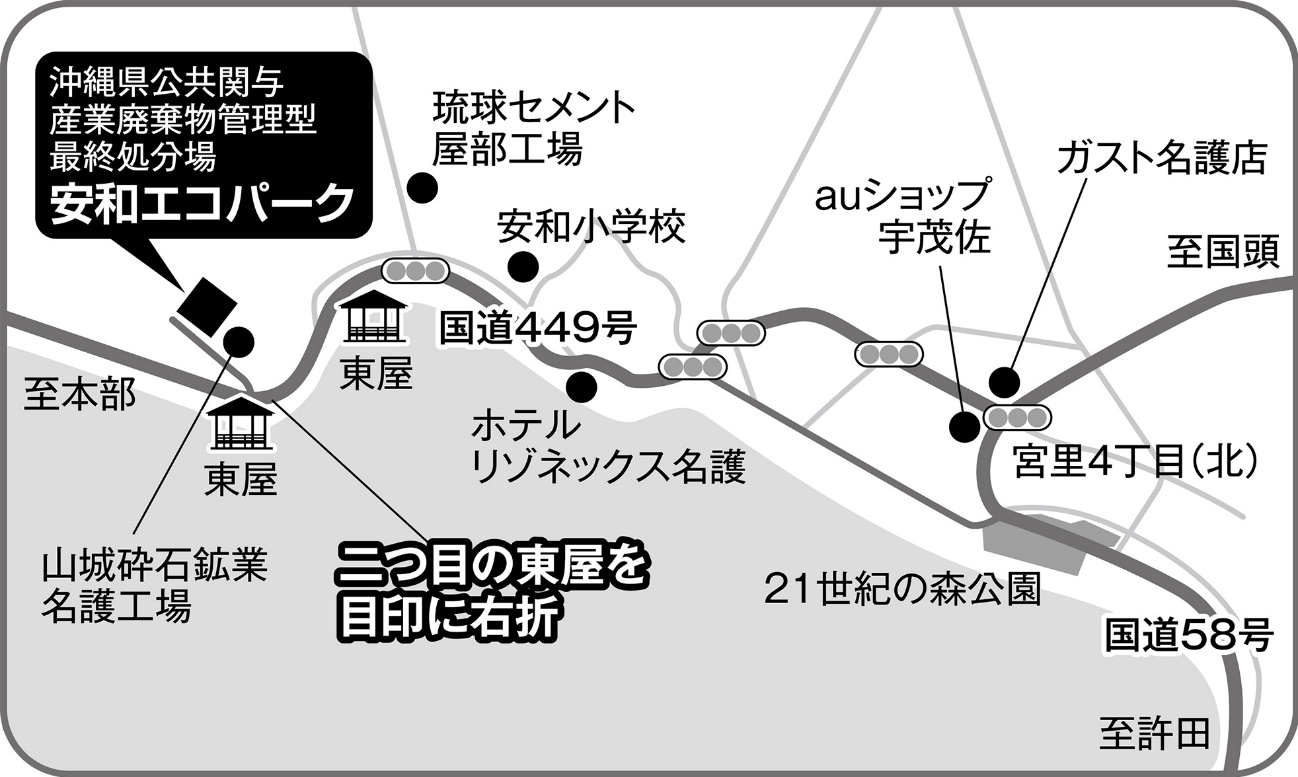 沖縄県公共関与
産業廃棄物管理型
最終処分場
安和エコパーク
琉球セメント
屋部工場
安和小学校
auショップ
宇茂佐
ガスト名護店
至国頭
国道449号
東屋
至本部
東屋
ホテル
リゾネックス名護
宮里4丁目(北)
山城砕石鉱業
名護工場
二つ目の東屋を
目印に右折
21世紀の森公園
国道58号
至許田